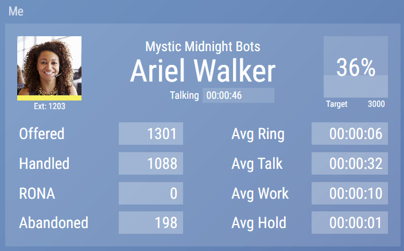 Me
Mystic Midnight Bots
Ariel Walker
Talking 00:00:46
Ext: 1203
36%
Target 3000
Offered 1301 Avg Ring 00:00:06
Handled 1088 Avg Talk 00:00:32
RONA 0 Avg Work 00:00:10
Abandoned 198 Avg Hold 00:00:01